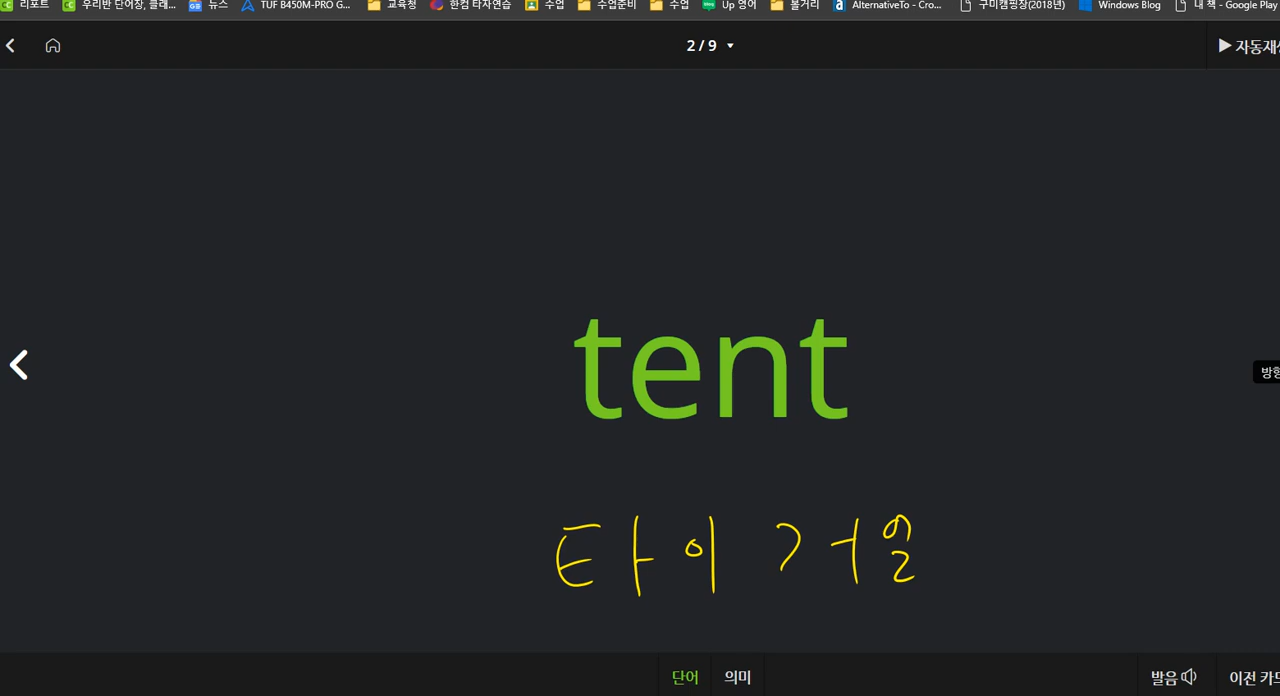 리포트 우리반 단어장, 클래... 뉴스 TUF B450M-PRO G... 교육청 한컴 타자연습 수업 수업준비 수업 Up 영어 볼거리 AlternativeTo - Cro... 구미캠핑장(2018년) Windows Blog 내 책 - Google Play
2 / 9 ▶ 자동재생
tent
타이거
단어 의미 발음 이전 카드